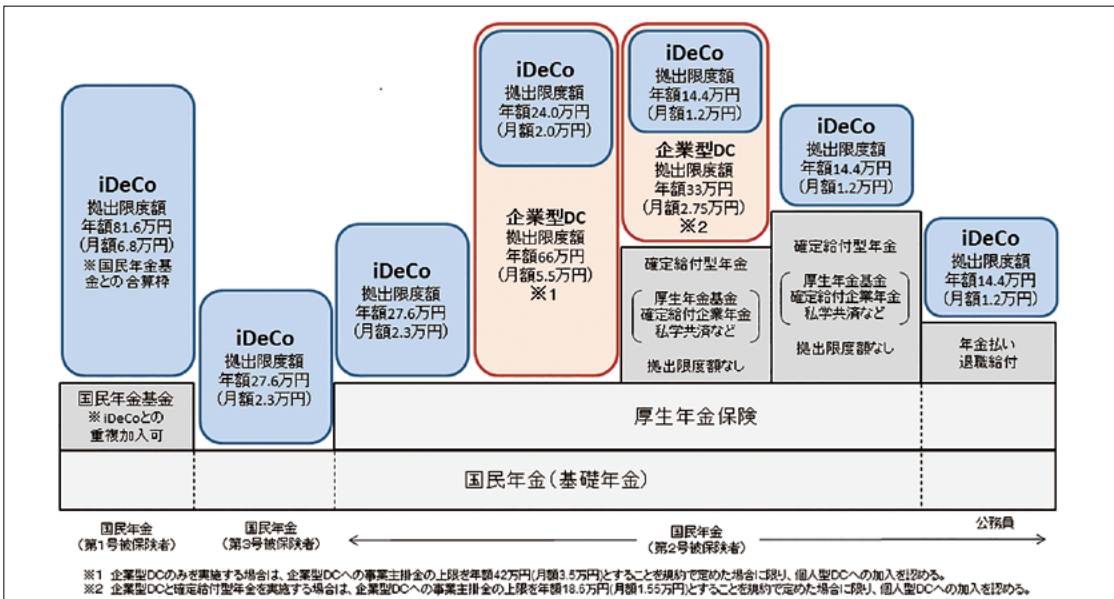 iDeCo
拠出限度額
年額81.6万円
(月額6.8万円)
※国民年金基
金との合算枠
国民年金基金
※iDeCoとの
重複加入可
iDeCo
拠出限度額
年額27.6万円
(月額2.3万円)
iDeCo
拠出限度額
年額27.6万円
(月額2.3万円)
iDeCo
拠出限度額
年額24.0万円
(月額2.0万円)
企業型DC
拠出限度額
年額66万円
(月額5.5万円)
※1
iDeCo
拠出限度額
年額14.4万円
(月額1.2万円)
企業型DC
拠出限度額
年額33万円
(月額2.75万円)
※2
確定給付型年金
厚生年金基金
確定給付企業年金
私学共済など
拠出限度額なし
iDeCo
拠出限度額
年額14.4万円
(月額1.2万円)
確定給付型年金
厚生年金基金
確定給付企業年金
私学共済など
拠出限度額なし
iDeCo
拠出限度額
年額14.4万円
(月額1.2万円)
年金払い
退職給付
厚生年金保険
国民年金(基礎年金)
国民年金
(第1号被保険者)
国民年金
(第3号被保険者)
国民年金
(第2号被保険者)
公務員
※1 企業型DCのみを実施する場合は、企業型DCへの事業主掛金の上限を年額42万円(月額3.5万円)とすることを規約で定めた場合に限り、個人型DCへの加入を認める。
※2 企業型DCと確定給付型年金を実施する場合は、企業型DCへの事業主掛金の上限を年額18.6万円(月額1.55万円)とすることを規約で定めた場合に限り、個人型DCへの加入を認める。